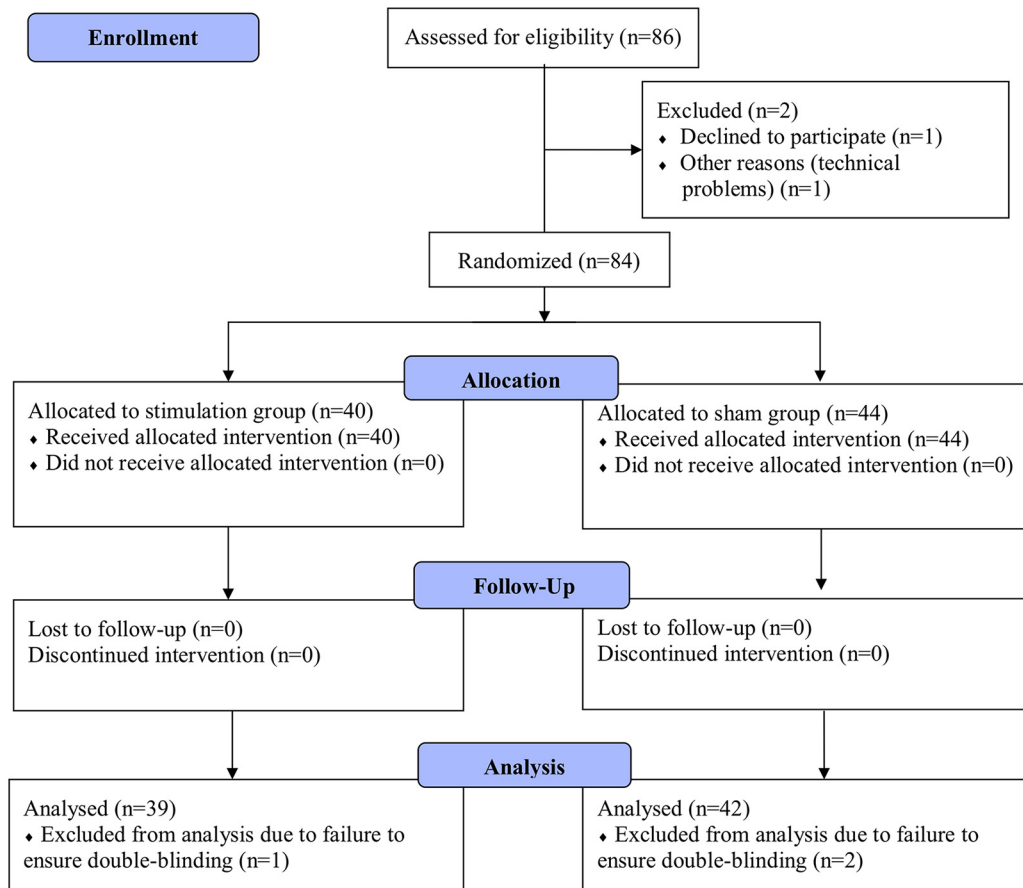 Enrollment
Assessed for eligibility (n=86)
Excluded (n=2)
⬧ Declined to participate (n=1)
⬧ Other reasons (technical
problems) (n=1)
Randomized (n=84)
Allocation
Allocated to stimulation group (n=40)
⬧ Received allocated intervention (n=40)
⬧ Did not receive allocated intervention (n=0)
Allocated to sham group (n=44)
⬧ Received allocated intervention (n=44)
⬧ Did not receive allocated intervention (n=0)
Follow-Up
Lost to follow-up (n=0)
Discontinued intervention (n=0)
Lost to follow-up (n=0)
Discontinued intervention (n=0)
Analysis
Analysed (n=39)
⬧ Excluded from analysis due to failure to
ensure double-blinding (n=1)
Analysed (n=42)
⬧ Excluded from analysis due to failure to
ensure double-blinding (n=2)